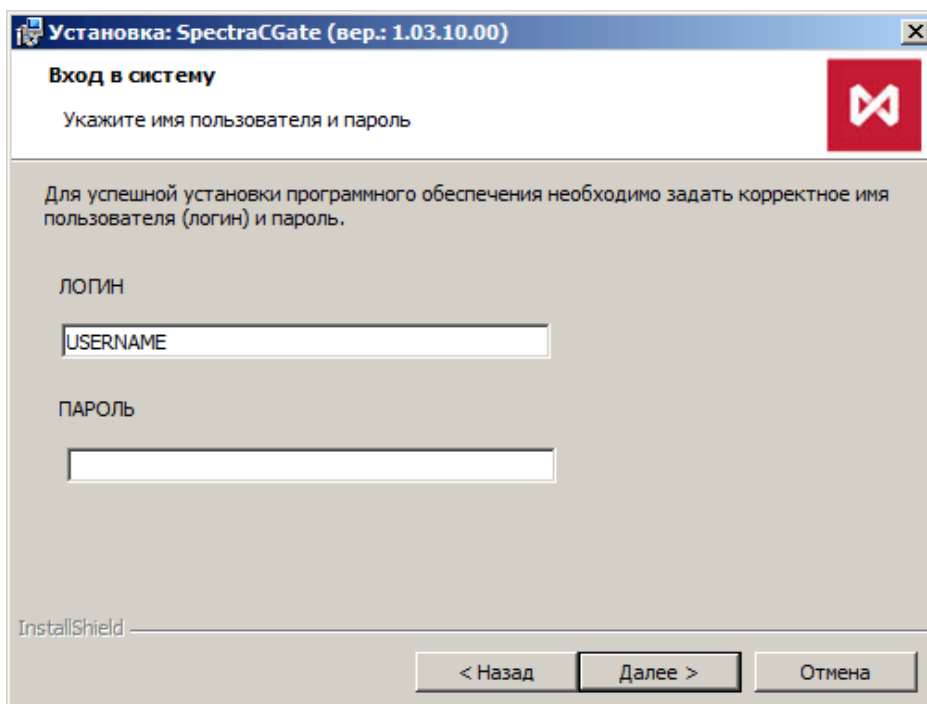 Установка: SpectraCGate (вер.: 1.03.10.00)
Вход в систему
Укажите имя пользователя и пароль
Для успешной установки программного обеспечения необходимо задать корректное имя
пользователя (логин) и пароль.
ЛОГИН
USERNAME
ПАРОЛЬ
InstallShield
< Назад Далее > Отмена